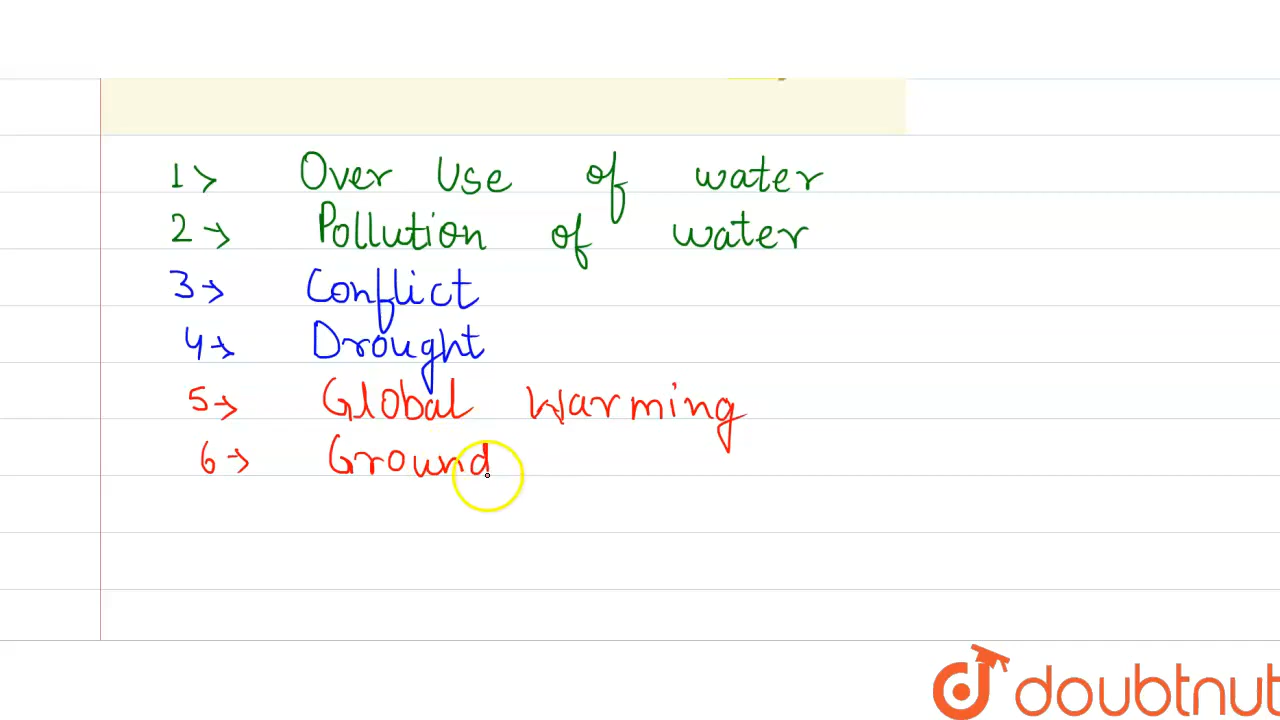 1> Over Use of water
2→ Pollution of water
3→ Conflict
4→ Drought
5→ Global Warming
6→ Ground
doubtnut